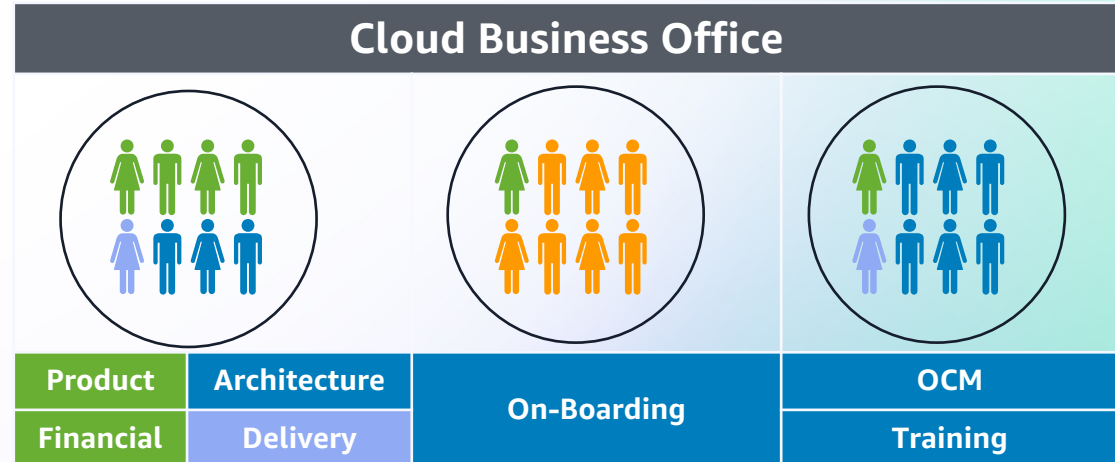 Cloud Business Office
Product
Architecture
Financial
Delivery
On-Boarding
OCM
Training